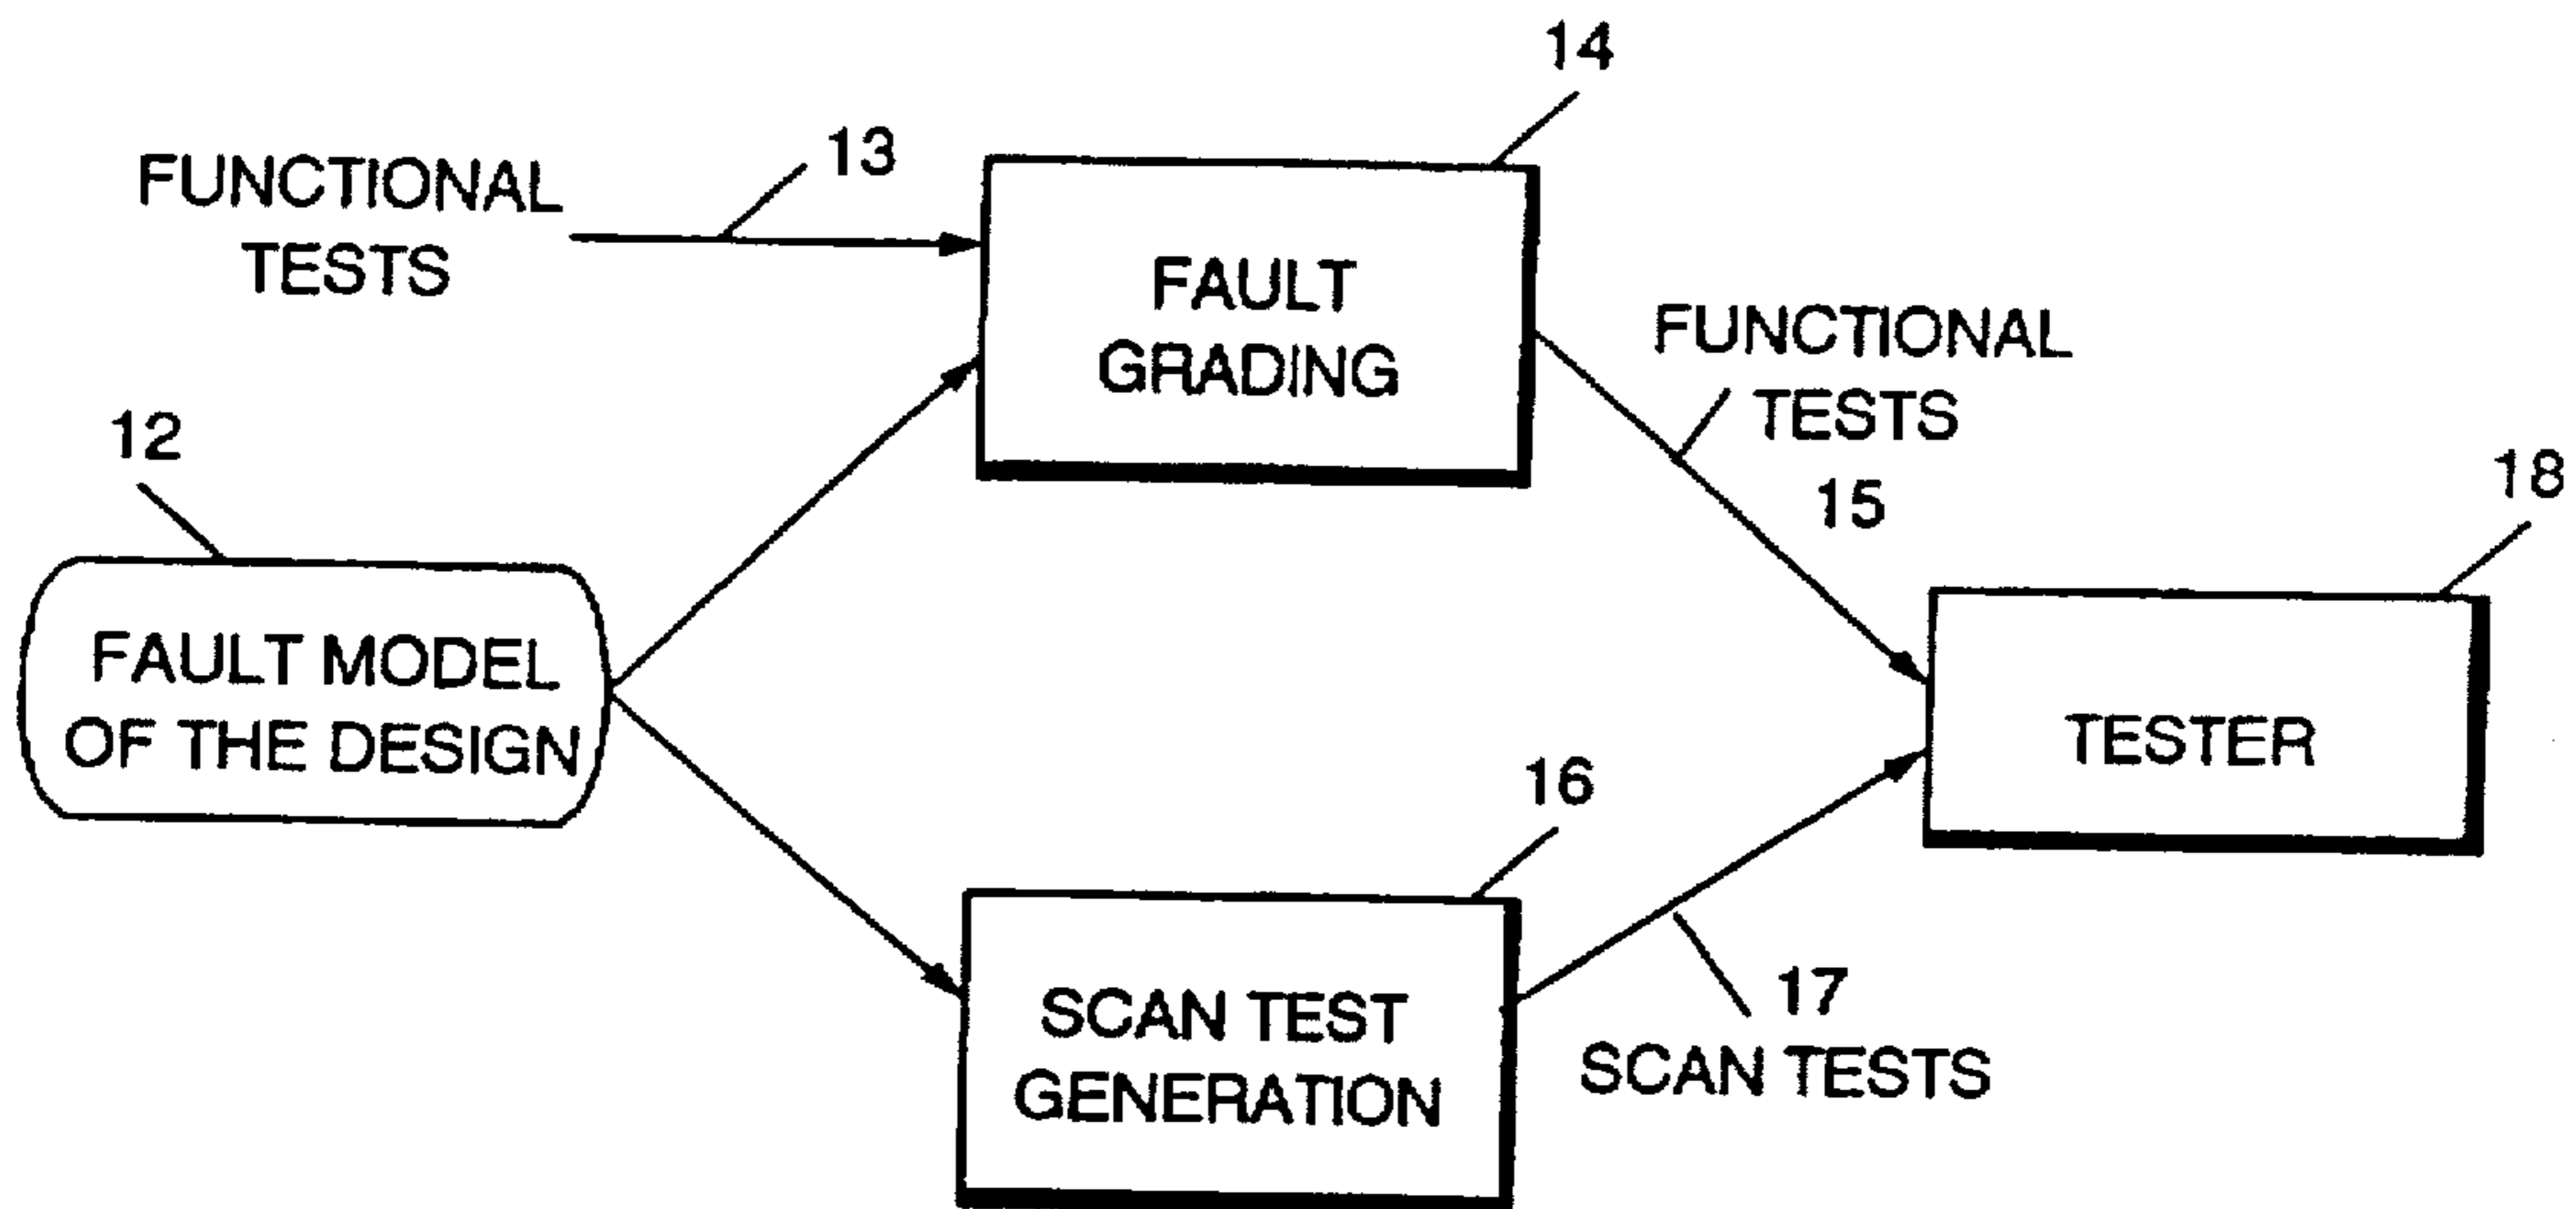 14
13
FUNCTIONAL
TESTS
FAULT
GRADING
FUNCTIONAL
TESTS
15
12
18
FAULT MODEL
OF THE DESIGN
TESTER
16
SCAN TEST
GENERATION
17
SCAN TESTS